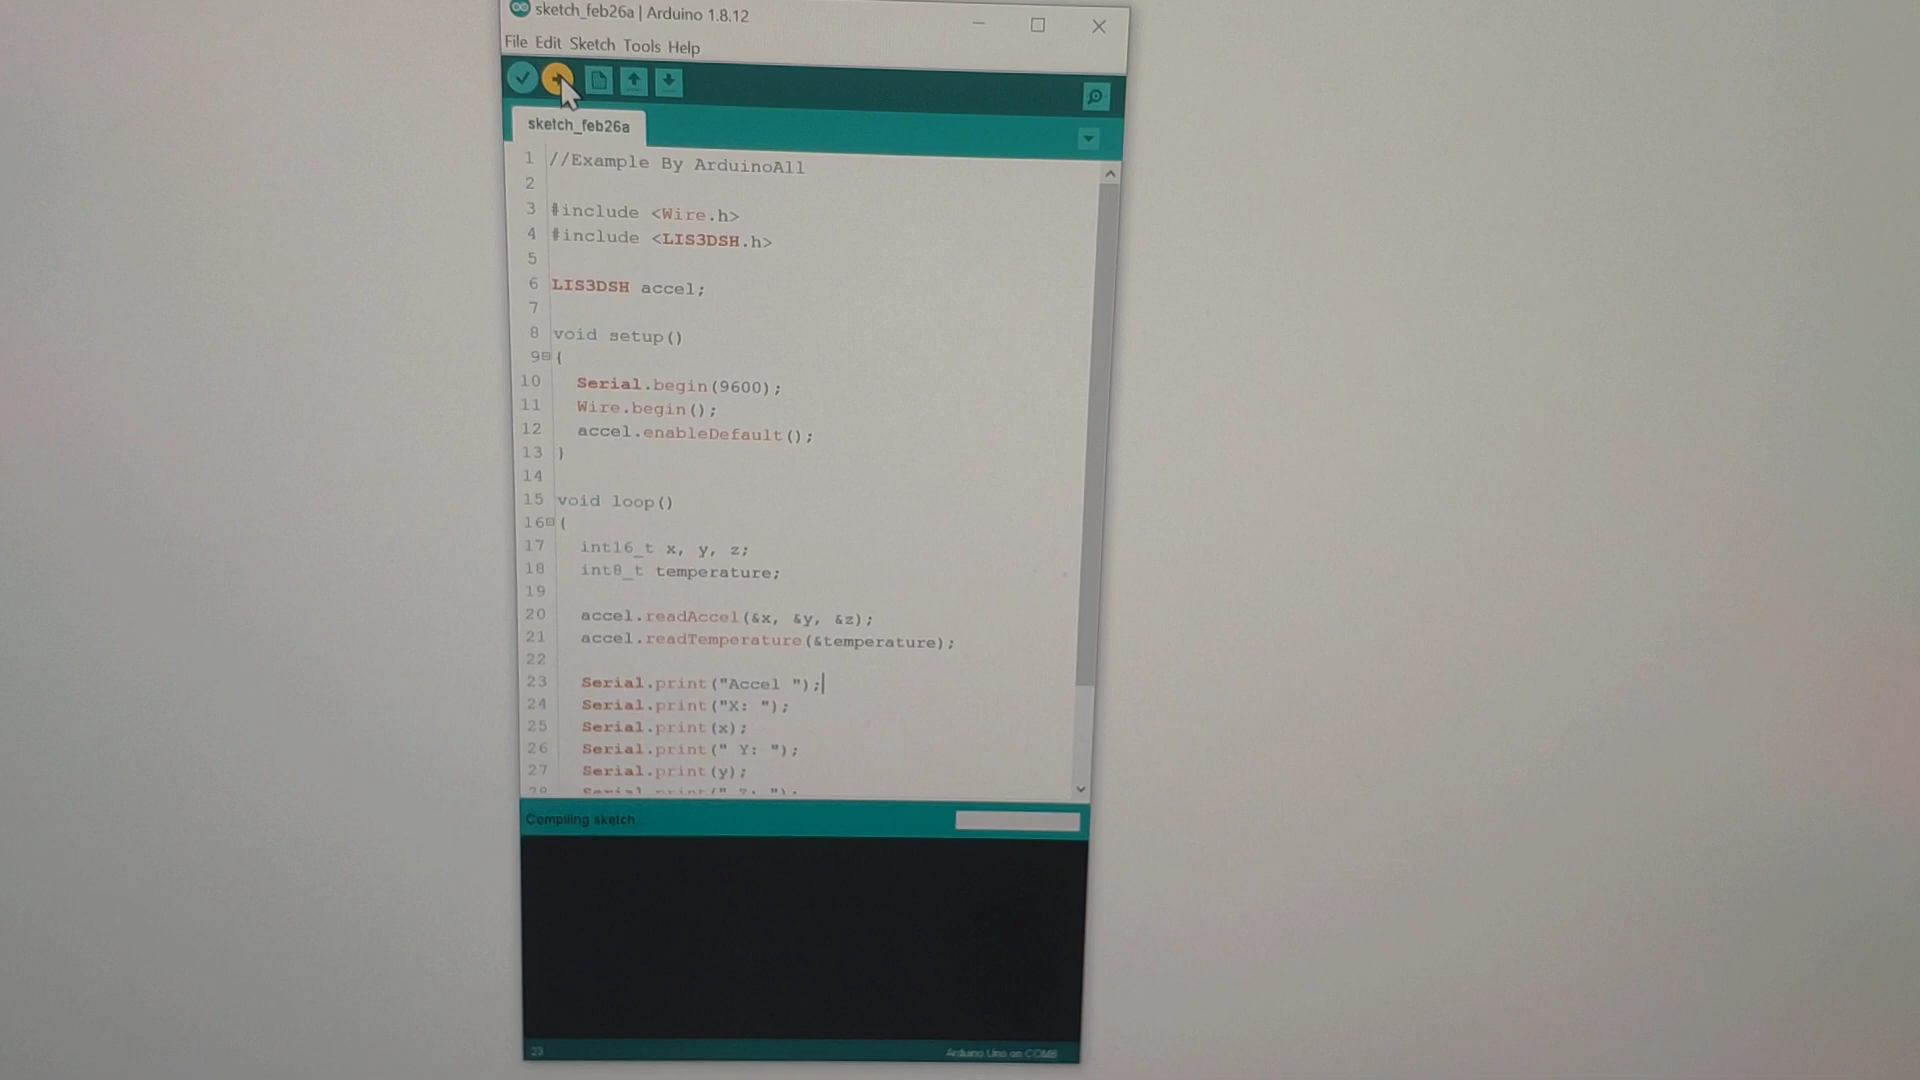 sketch_feb26a | Arduino 1.8.12
File Edit Sketch Tools Help
sketch_feb26a
1 //Example By ArduinoAll
2
3 #include <Wire.h>
4 #include <LIS3DSH.h>
5
6 LIS3DSH accel;
7
8 void setup()
9 {
10 Serial.begin(9600);
11 Wire.begin();
12 accel.enableDefault();
13 }
14
15 void loop()
16 {
17 int16_t x, y, z;
18 int8_t temperature;
19
20 accel.readAccel(&x, &y, &z);
21 accel.readTemperature(&temperature);
22
23 Serial.print("Accel ");
24 Serial.print("X: ");
25 Serial.print(x);
26 Serial.print(" Y: ");
27 Serial.print(y);
28 Serial.print(" Z: ");
Compiling sketch...
23
Arduino Uno on COM8